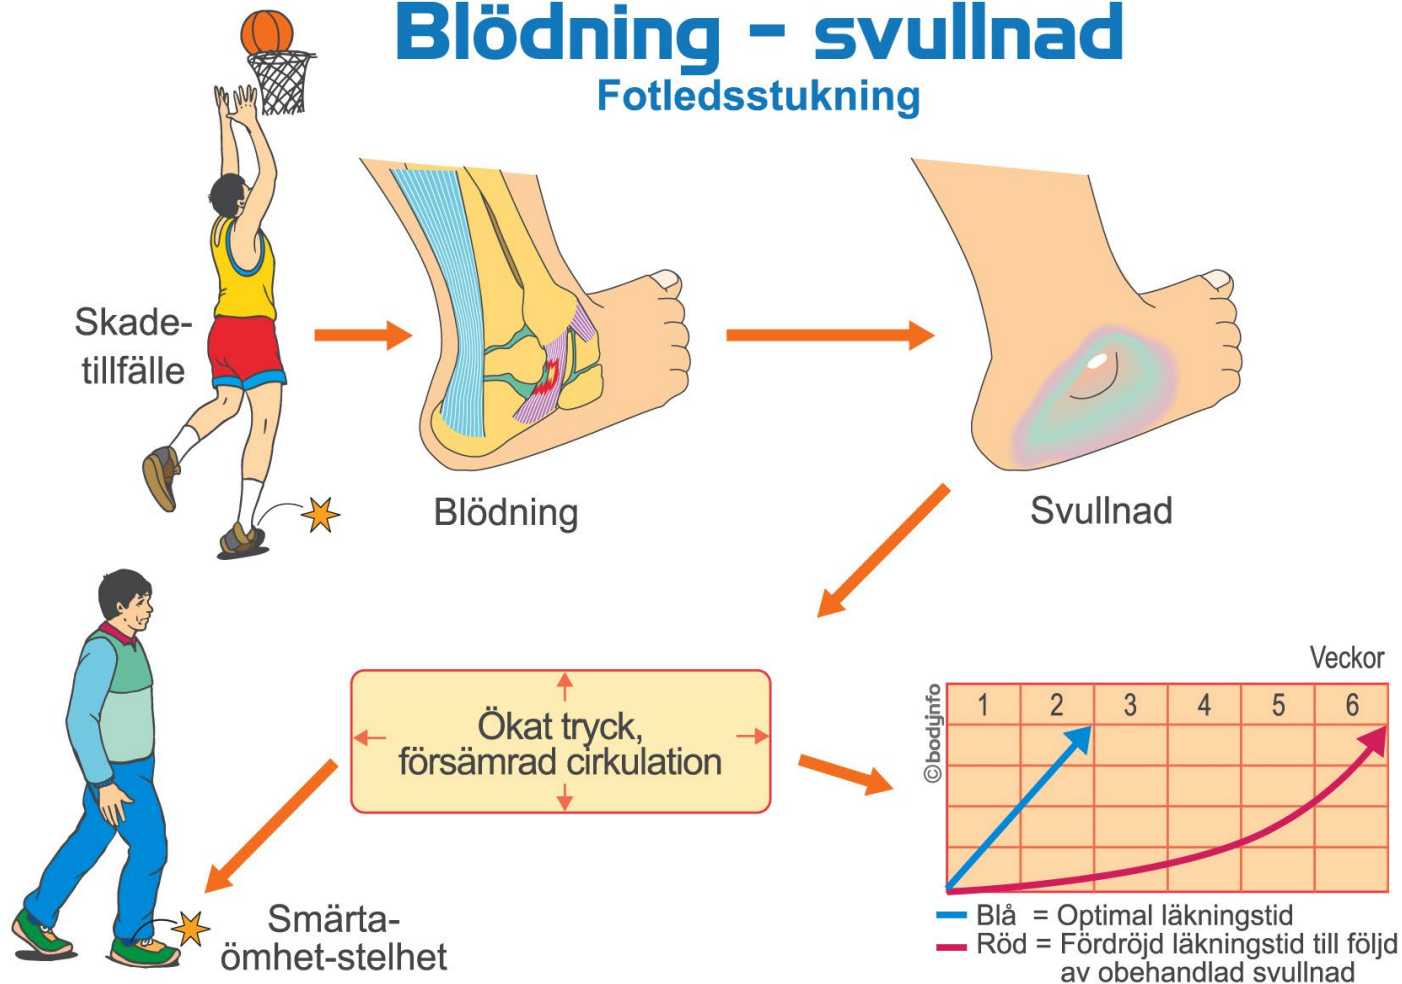 Blödning - svullnad
Fotledsstukning
Skade-
tillfälle
Blödning
Svullnad
Ökat tryck,
försämrad cirkulation
Smärta-
ömhet-stelhet
Veckor
1 2 3 4 5 6
©bodyinfo
Blå = Optimal läkningstid
Röd = Fördröjd läkningstid till följd
av obehandlad svullnad